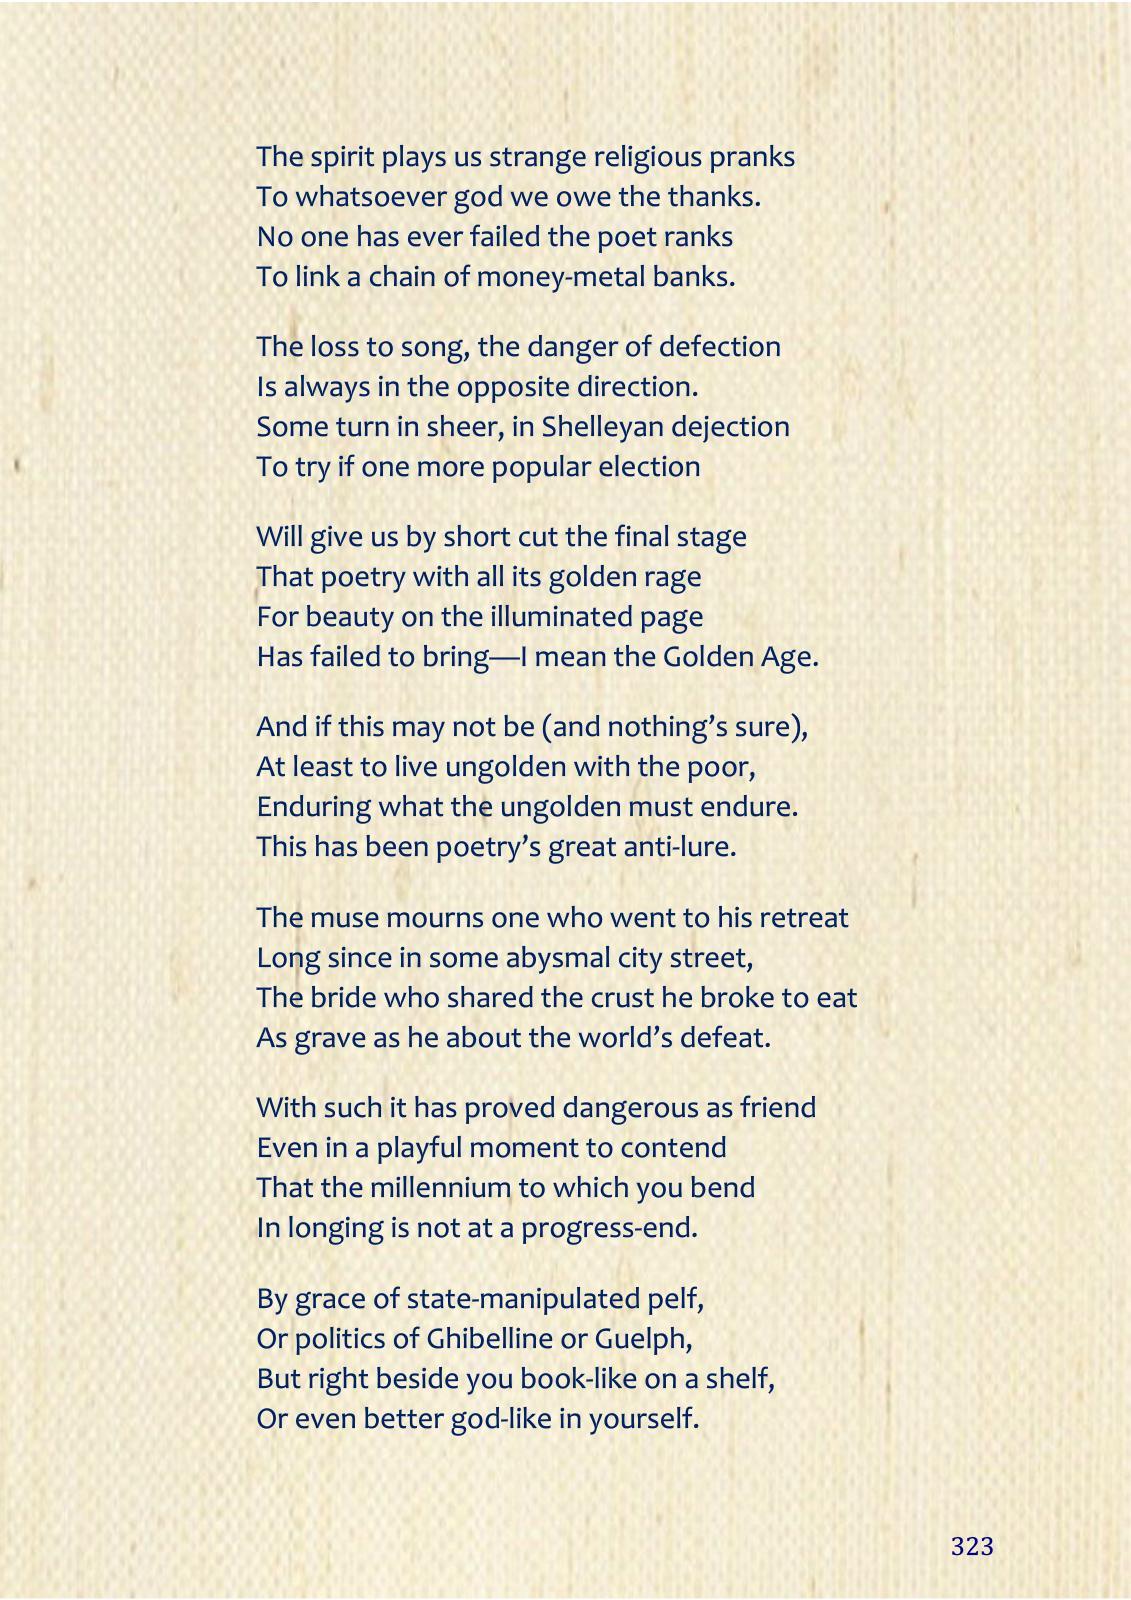 The spirit plays us strange religious pranks
To whatsoever god we owe the thanks.
No one has ever failed the poet ranks
To link a chain of money-metal banks.
The loss to song, the danger of defection
Is always in the opposite direction.
Some turn in sheer, in Shelleyan dejection
To try if one more popular election
Will give us by short cut the final stage
That poetry with all its golden rage
For beauty on the illuminated page
Has failed to bring—I mean the Golden Age.
And if this may not be (and nothing’s sure),
At least to live ungolden with the poor,
Enduring what the ungolden must endure.
This has been poetry’s great anti-lure.
The muse mourns one who went to his retreat
Long since in some abysmal city street,
The bride who shared the crust he broke to eat
As grave as he about the world’s defeat.
With such it has proved dangerous as friend
Even in a playful moment to contend
That the millennium to which you bend
In longing is not at a progress-end.
By grace of state-manipulated pelf,
Or politics of Ghibelline or Guelph,
But right beside you book-like on a shelf,
Or even better god-like in yourself.
323